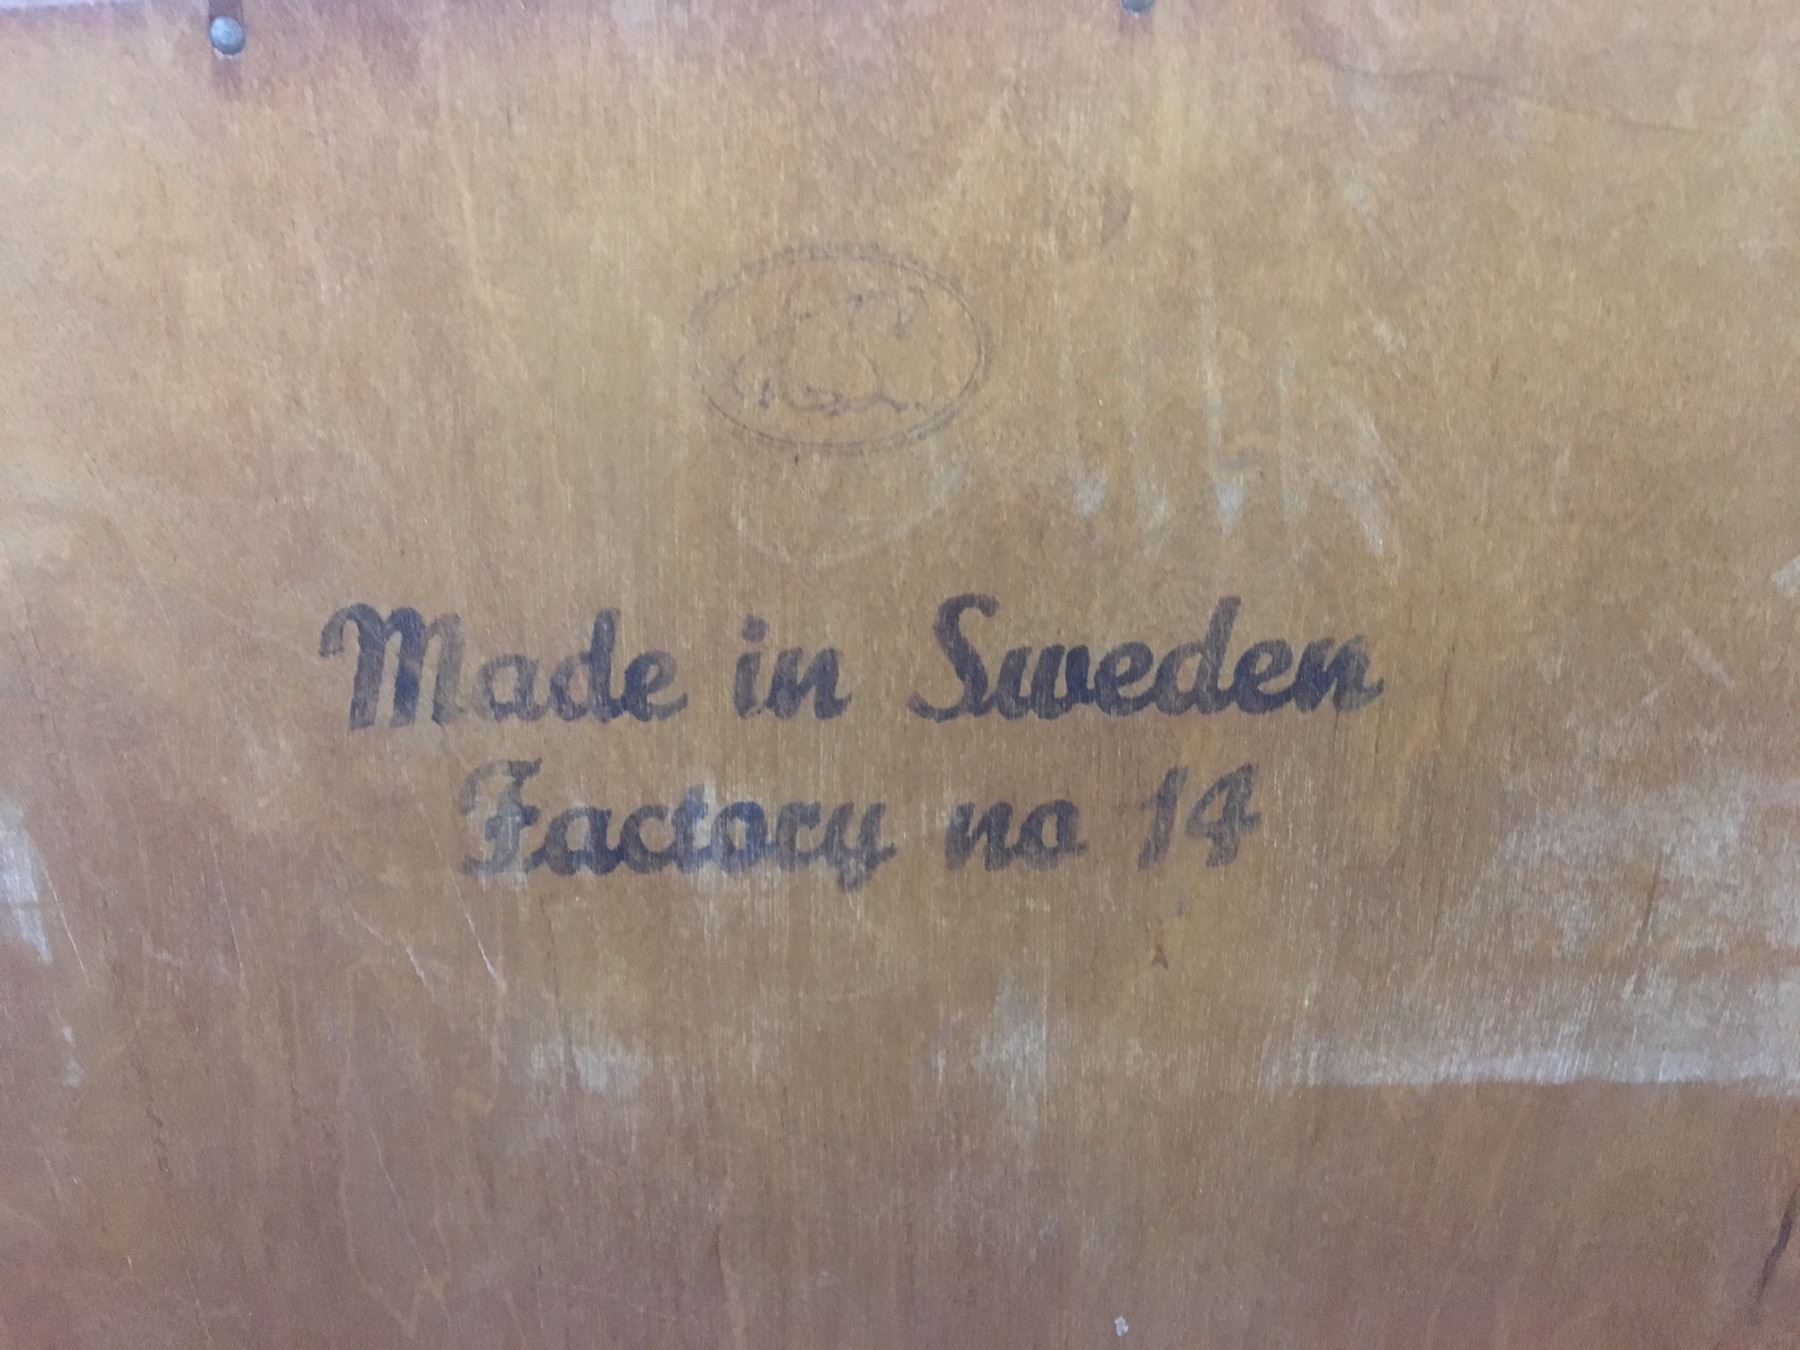 Made in Sweden
Factory no 14